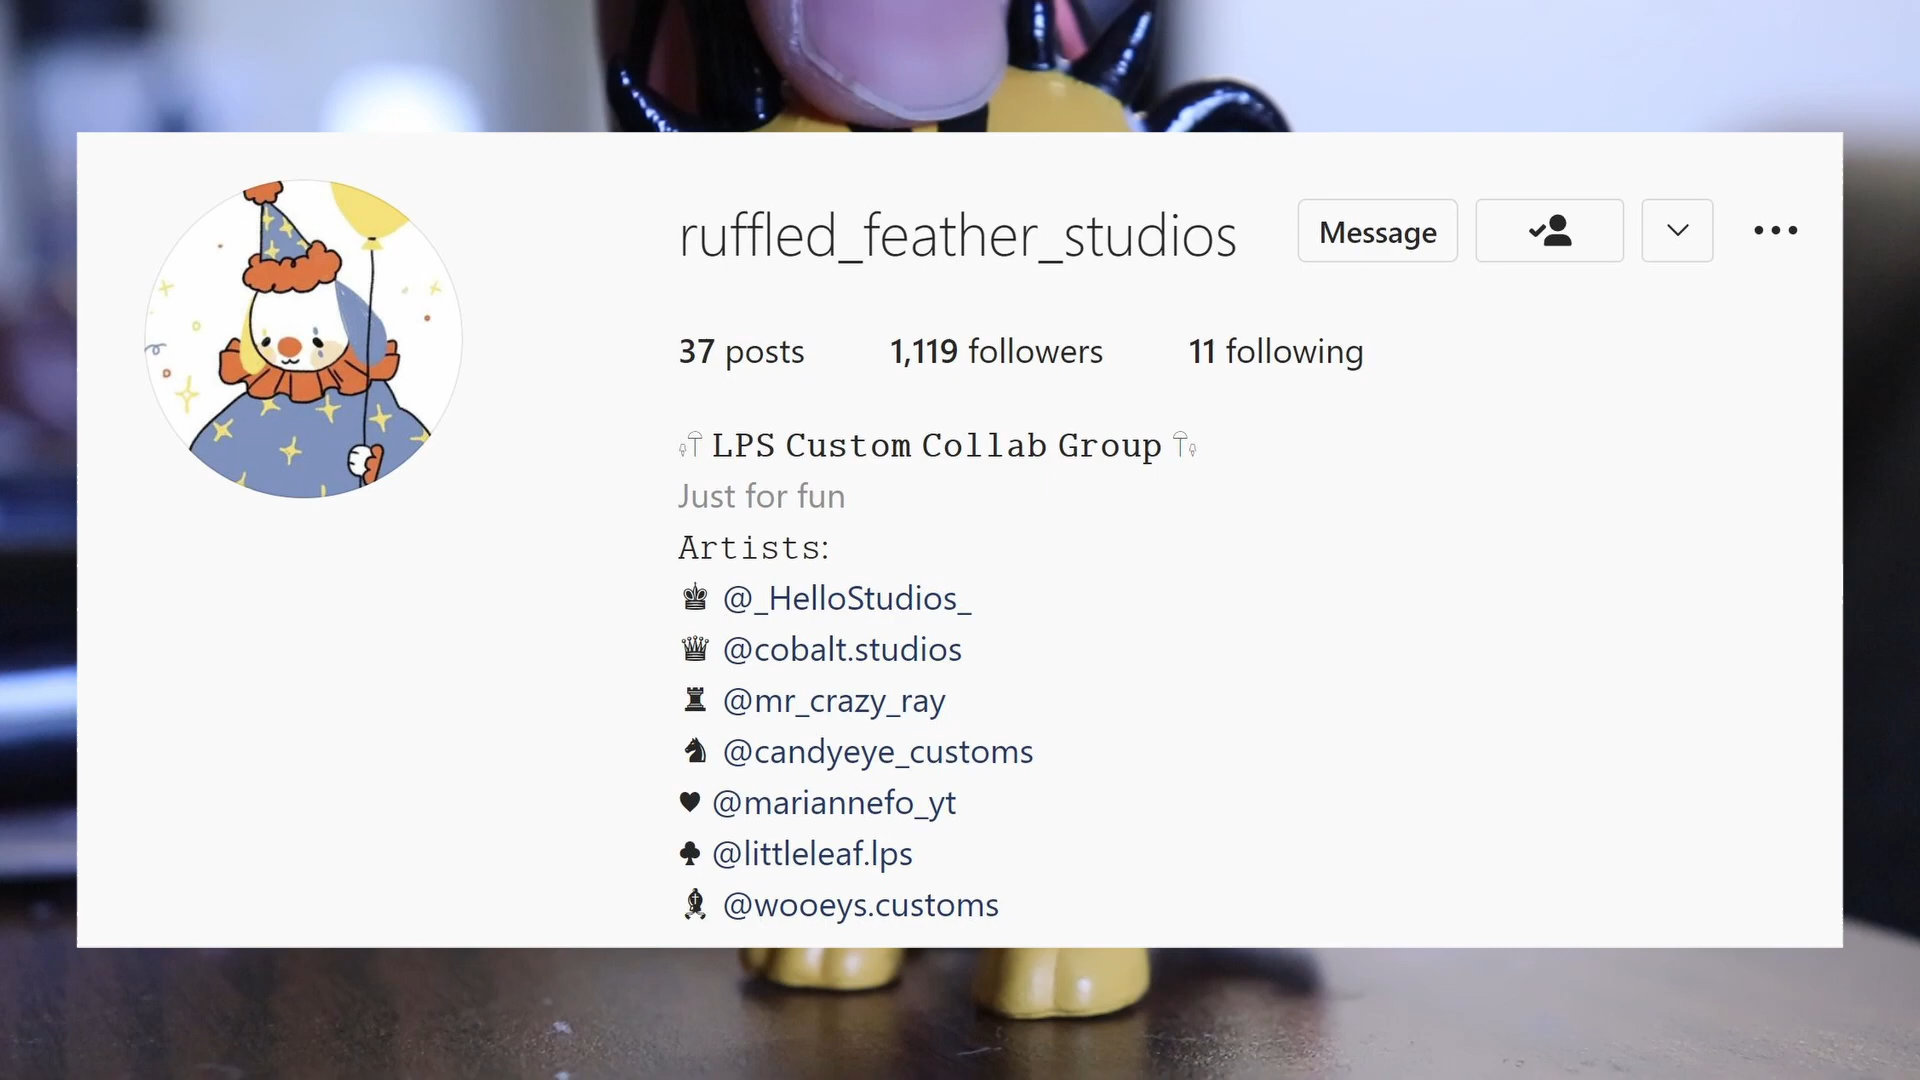 ruffled_feather_studios Message
37 posts 1,119 followers 11 following
LPS Custom Collab Group
Just for fun
Artists:
♚ @_HelloStudios_
♛ @cobalt.studios
♜ @mr_crazy_ray
♞ @candyeye_customs
♥ @mariannefo_yt
♣ @littleleaf.lps
♝ @wooeys.customs